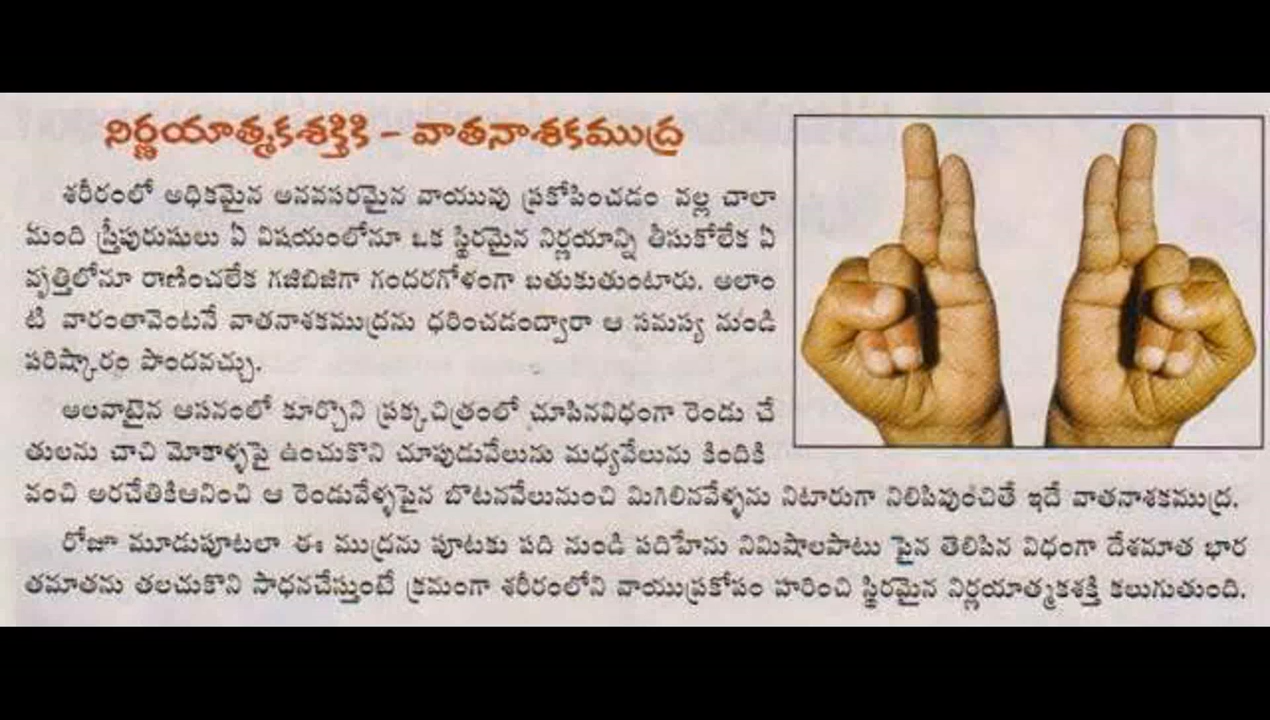 నిర్ణయాత్మకశక్తికి - వాతనాశకముద్ర
శరీరంలో అధికమైన అనవసరమైన వాయువు ప్రకోపించడం వల్ల చాలా
మంది స్త్రీపురుషులు ఏ విషయంలోనూ ఒక స్థిరమైన నిర్ణయాన్ని తీసుకోలేక ఏ
వృత్తిలోనూ రాణించలేక గజిబిజిగా గందరగోళంగా బతుకుతుంటారు. అలాం
టి వారంతావెంటనే వాతనాశకముద్రను ధరించడంద్వారా ఆ సమస్య నుండి
పరిష్కారం పొందవచ్చు.
అలవాటైన ఆసనంలో కూర్చొని ప్రక్కచిత్రంలో చూపినవిధంగా రెండు చే
తులను చాచి మోకాళ్ళపై ఉంచుకొని చూపుడువేలును మధ్యవేలును కిందికి
వంచి అరచేతికిఆనించి ఆ రెండువేళ్ళపైన బొటనవేలునుంచి మిగిలినవేళ్ళను నిటారుగా నిలిపివుంచితే ఇదే వాతనాశకముద్ర.
రోజూ మూడుపూటలా ఈ ముద్రను పూటకు పది నుండి పదిహేను నిమిషాలపాటు పైన తెలిపిన విధంగా దేశమాత భార
తమాతను తలచుకొని సాధనచేస్తుంటే క్రమంగా శరీరంలోని వాయుప్రకోపం హరించి స్థిరమైన నిర్ణయాత్మకశక్తి కలుగుతుంది.